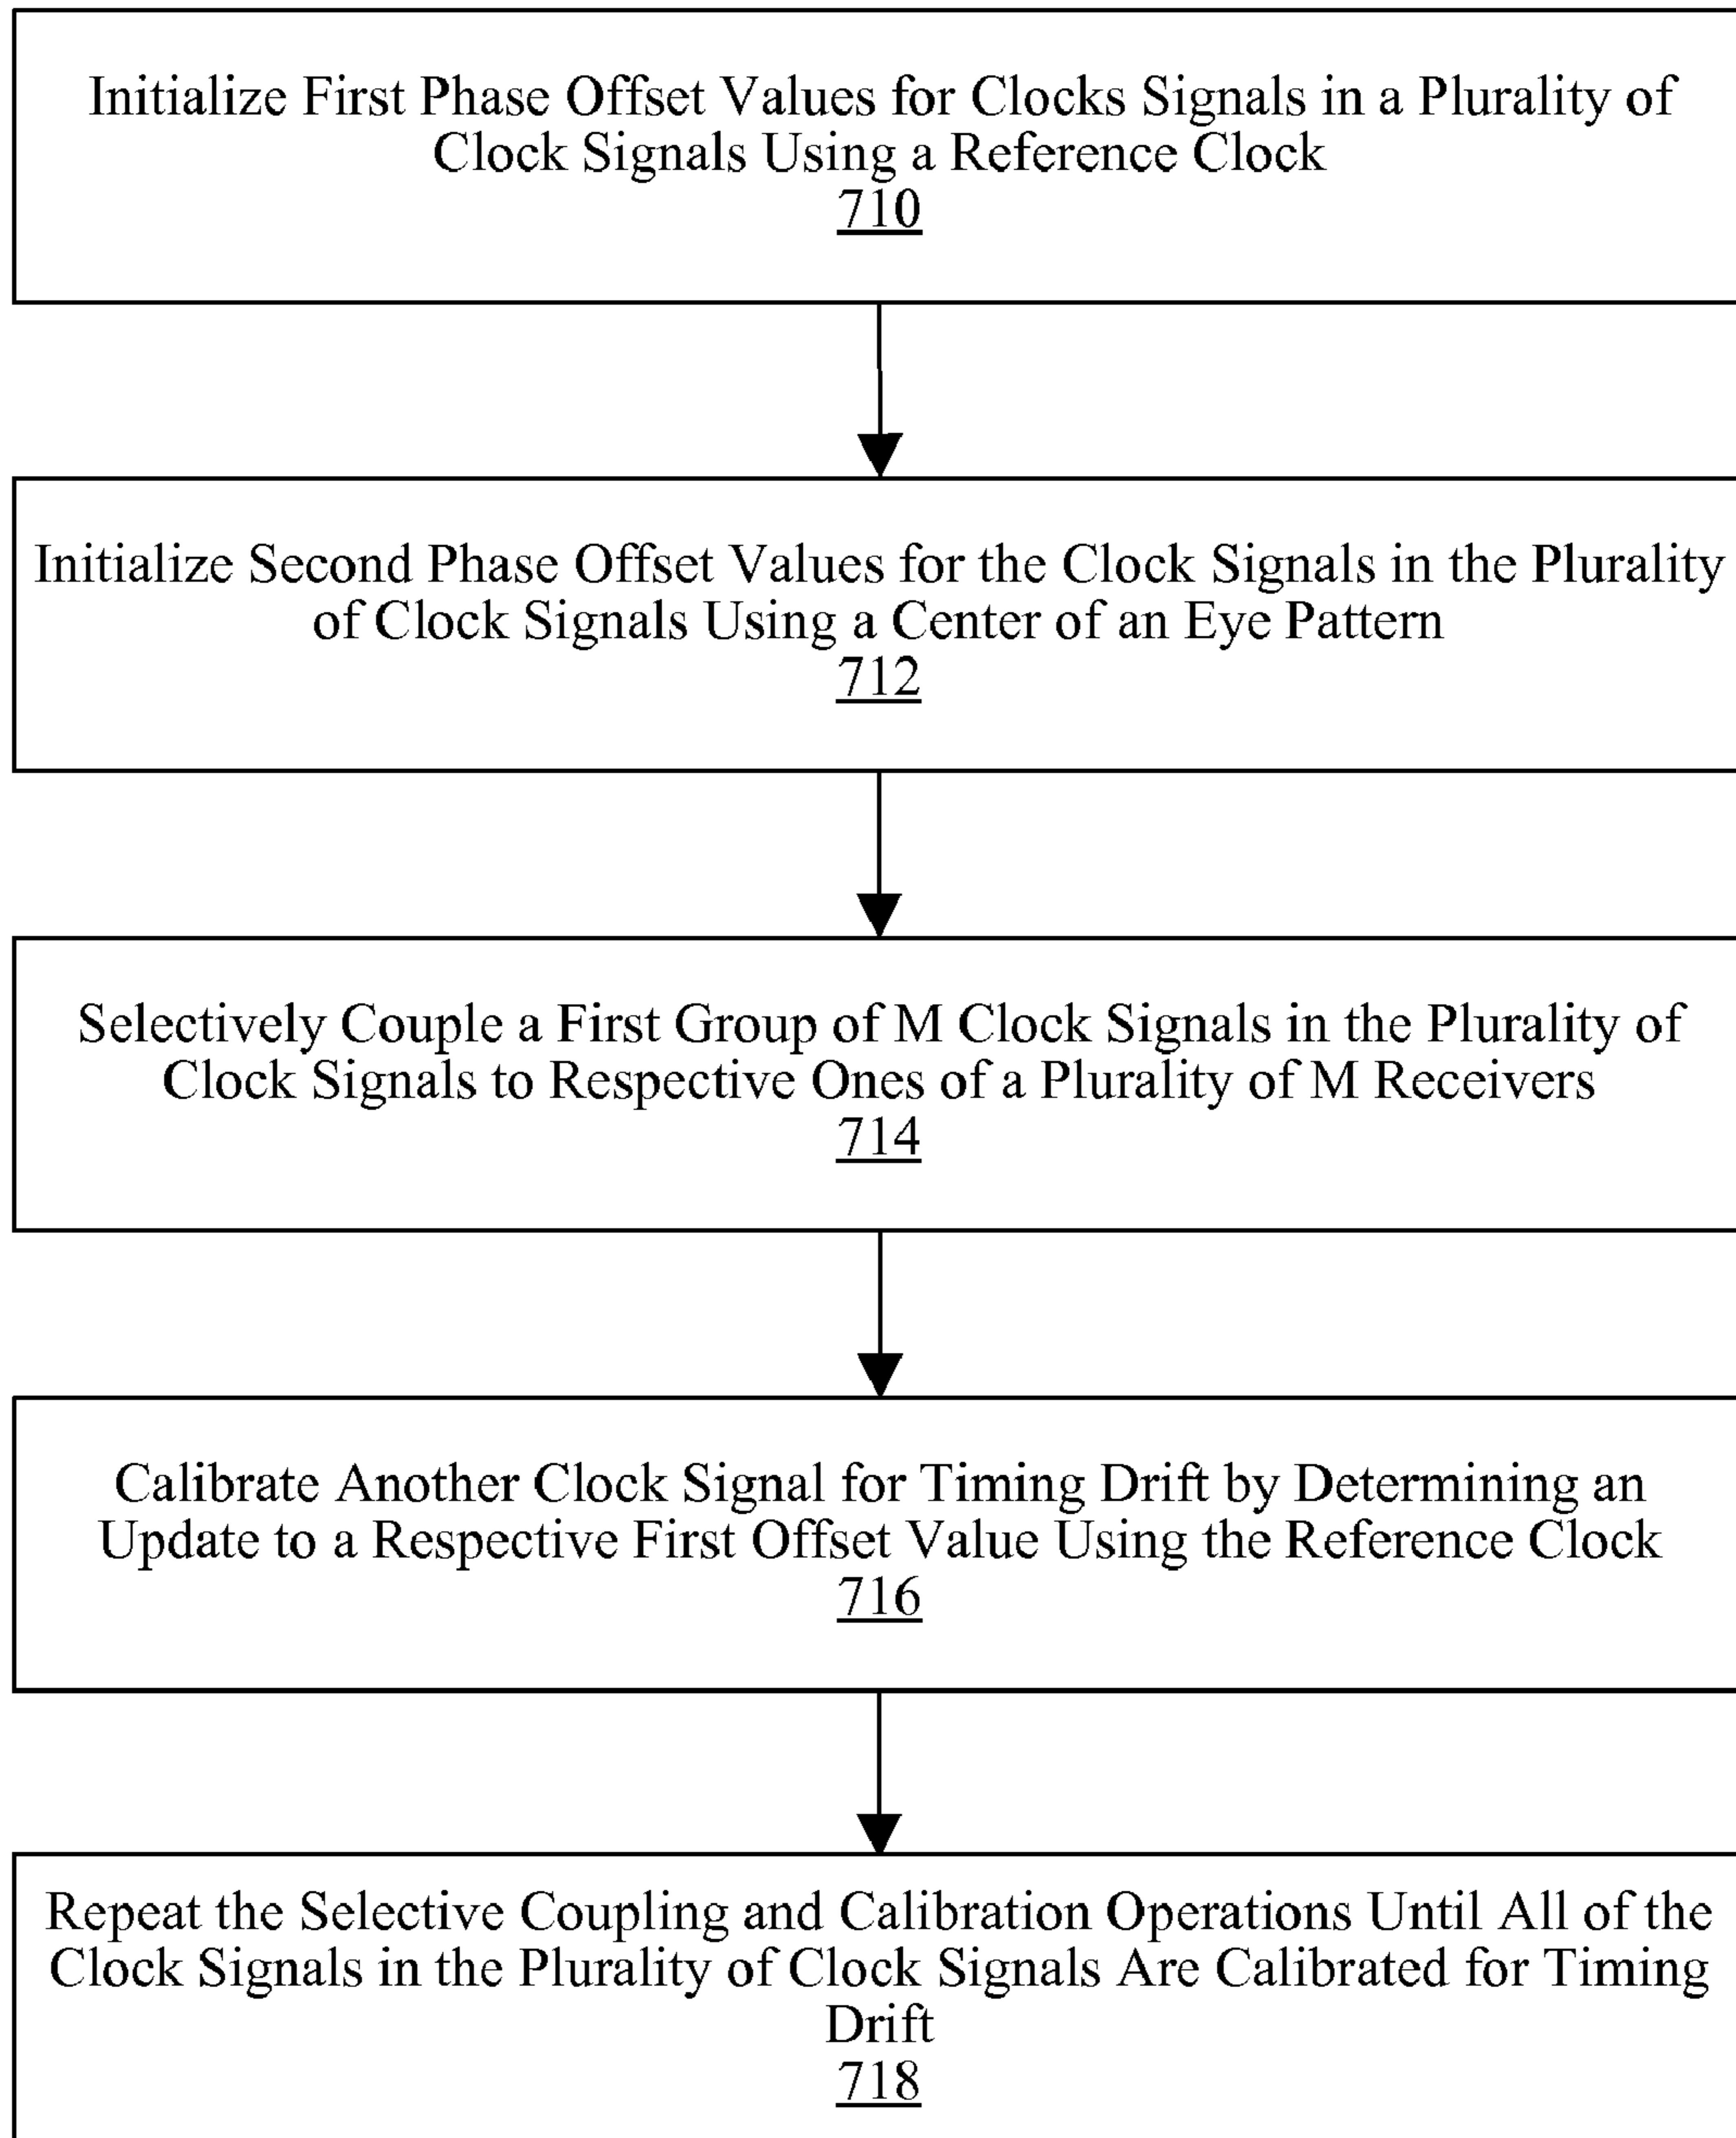 Initialize First Phase Offset Values for Clocks Signals in a Plurality of
Clock Signals Using a Reference Clock
710
Initialize Second Phase Offset Values for the Clock Signals in the Plurality
of Clock Signals Using a Center of an Eye Pattern
712
Selectively Couple a First Group of M Clock Signals in the Plurality of
Clock Signals to Respective Ones of a Plurality of M Receivers
714
Calibrate Another Clock Signal for Timing Drift by Determining an
Update to a Respective First Offset Value Using the Reference Clock
716
Repeat the Selective Coupling and Calibration Operations Until All of the
Clock Signals in the Plurality of Clock Signals Are Calibrated for Timing
Drift
718